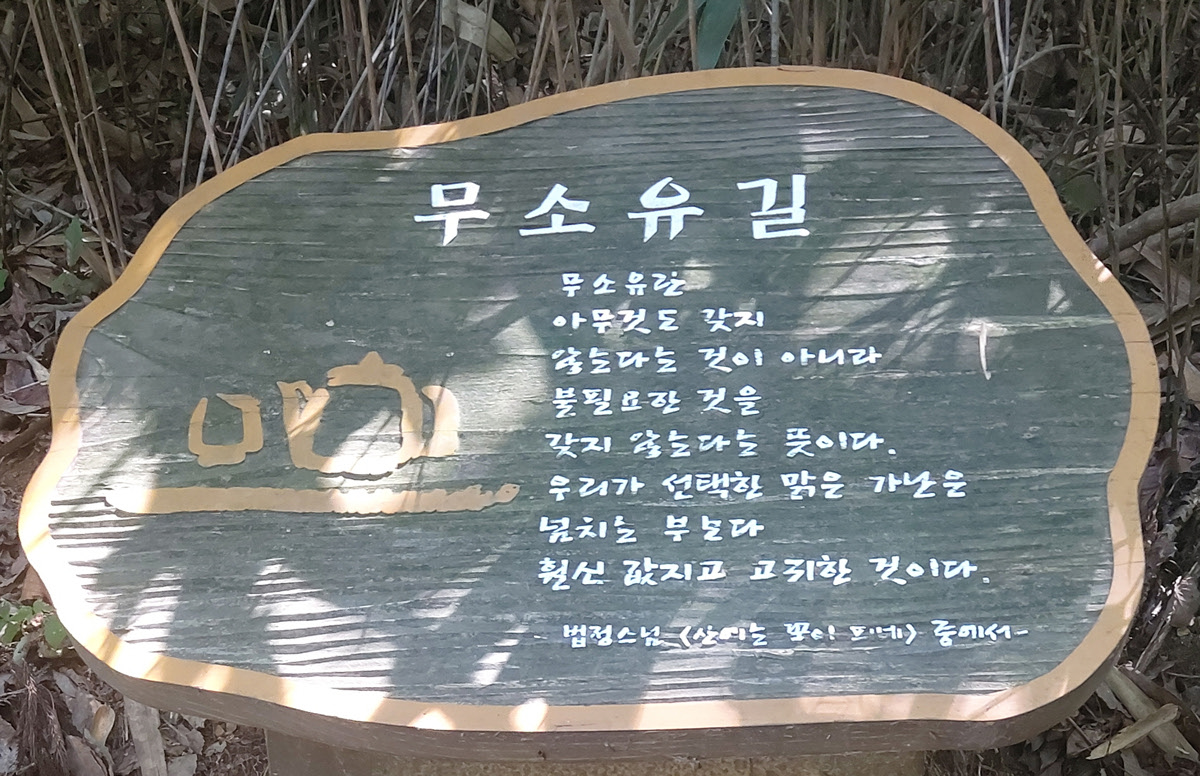 무소유길
무소유란
아무것도 갖지
않는다는 것이 아니라
불필요한 것을
갖지 않는다는 뜻이다.
우리가 선택한 맑은 가난은
넘치는 부보다
훨씬 값지고 고귀한 것이다.
법정스님 <산에는 꽃이 피네> 중에서-